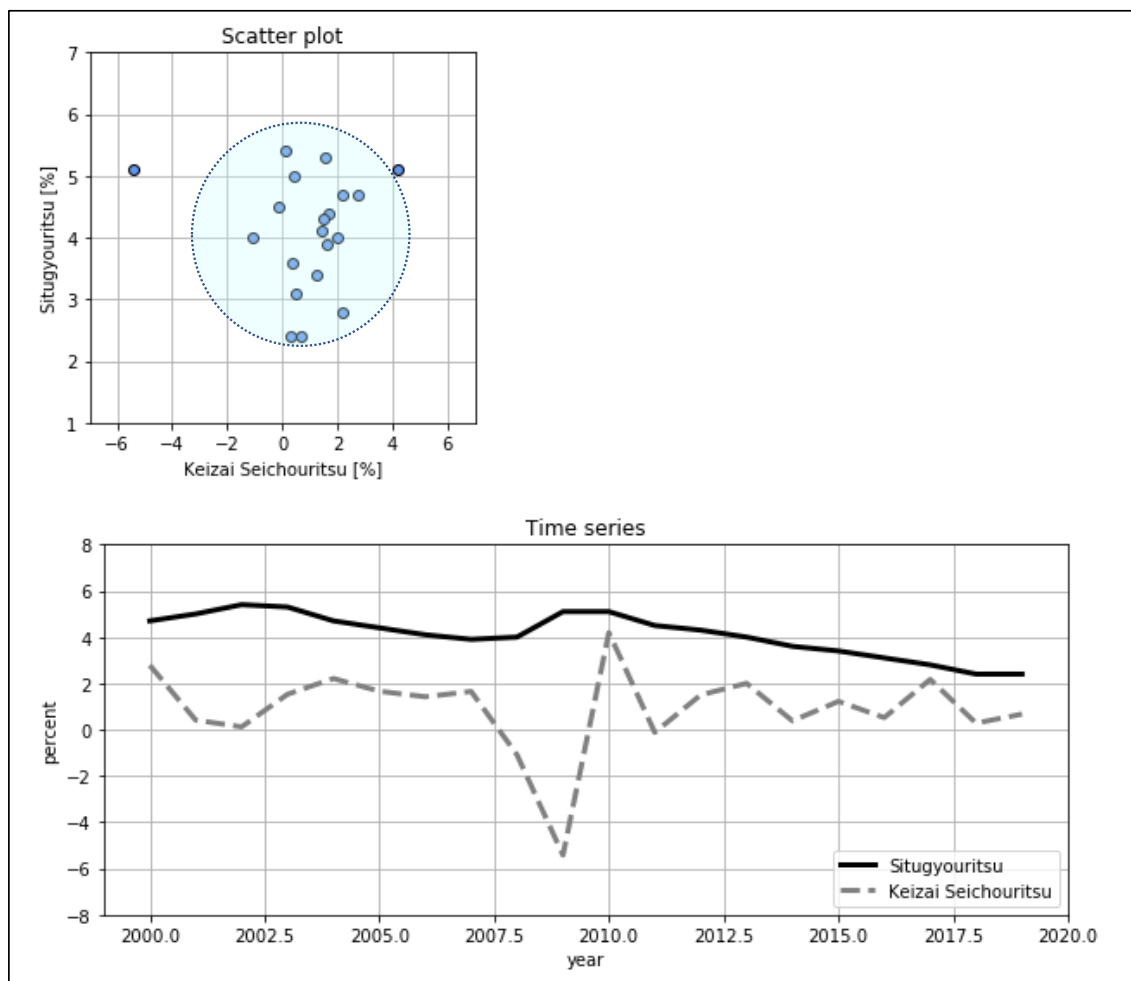 Scatter plot
7
6
5
4
3
2
1
Situgyouritsu [%]
−6 −4 −2 0 2 4 6
Keizai Seichouritsu [%]
Time series
8
6
4
2
0
−2
−4
−6
−8
percent
Situgyouritsu
Keizai Seichouritsu
2000.0 2002.5 2005.0 2007.5 2010.0 2012.5 2015.0 2017.5 2020.0
year